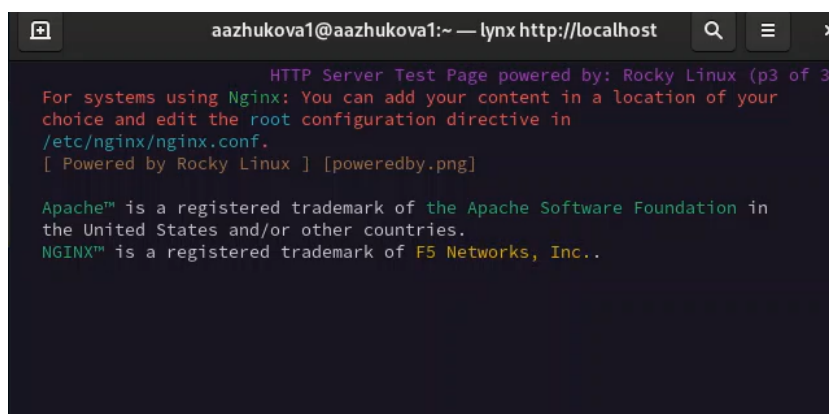 aazhukova1@aazhukova1:~ — lynx http://localhost
HTTP Server Test Page powered by: Rocky Linux (p3 of 3
For systems using Nginx: You can add your content in a location of your
choice and edit the root configuration directive in
/etc/nginx/nginx.conf.
[ Powered by Rocky Linux ] [poweredby.png]
Apache™ is a registered trademark of the Apache Software Foundation in
the United States and/or other countries.
NGINX™ is a registered trademark of F5 Networks, Inc..